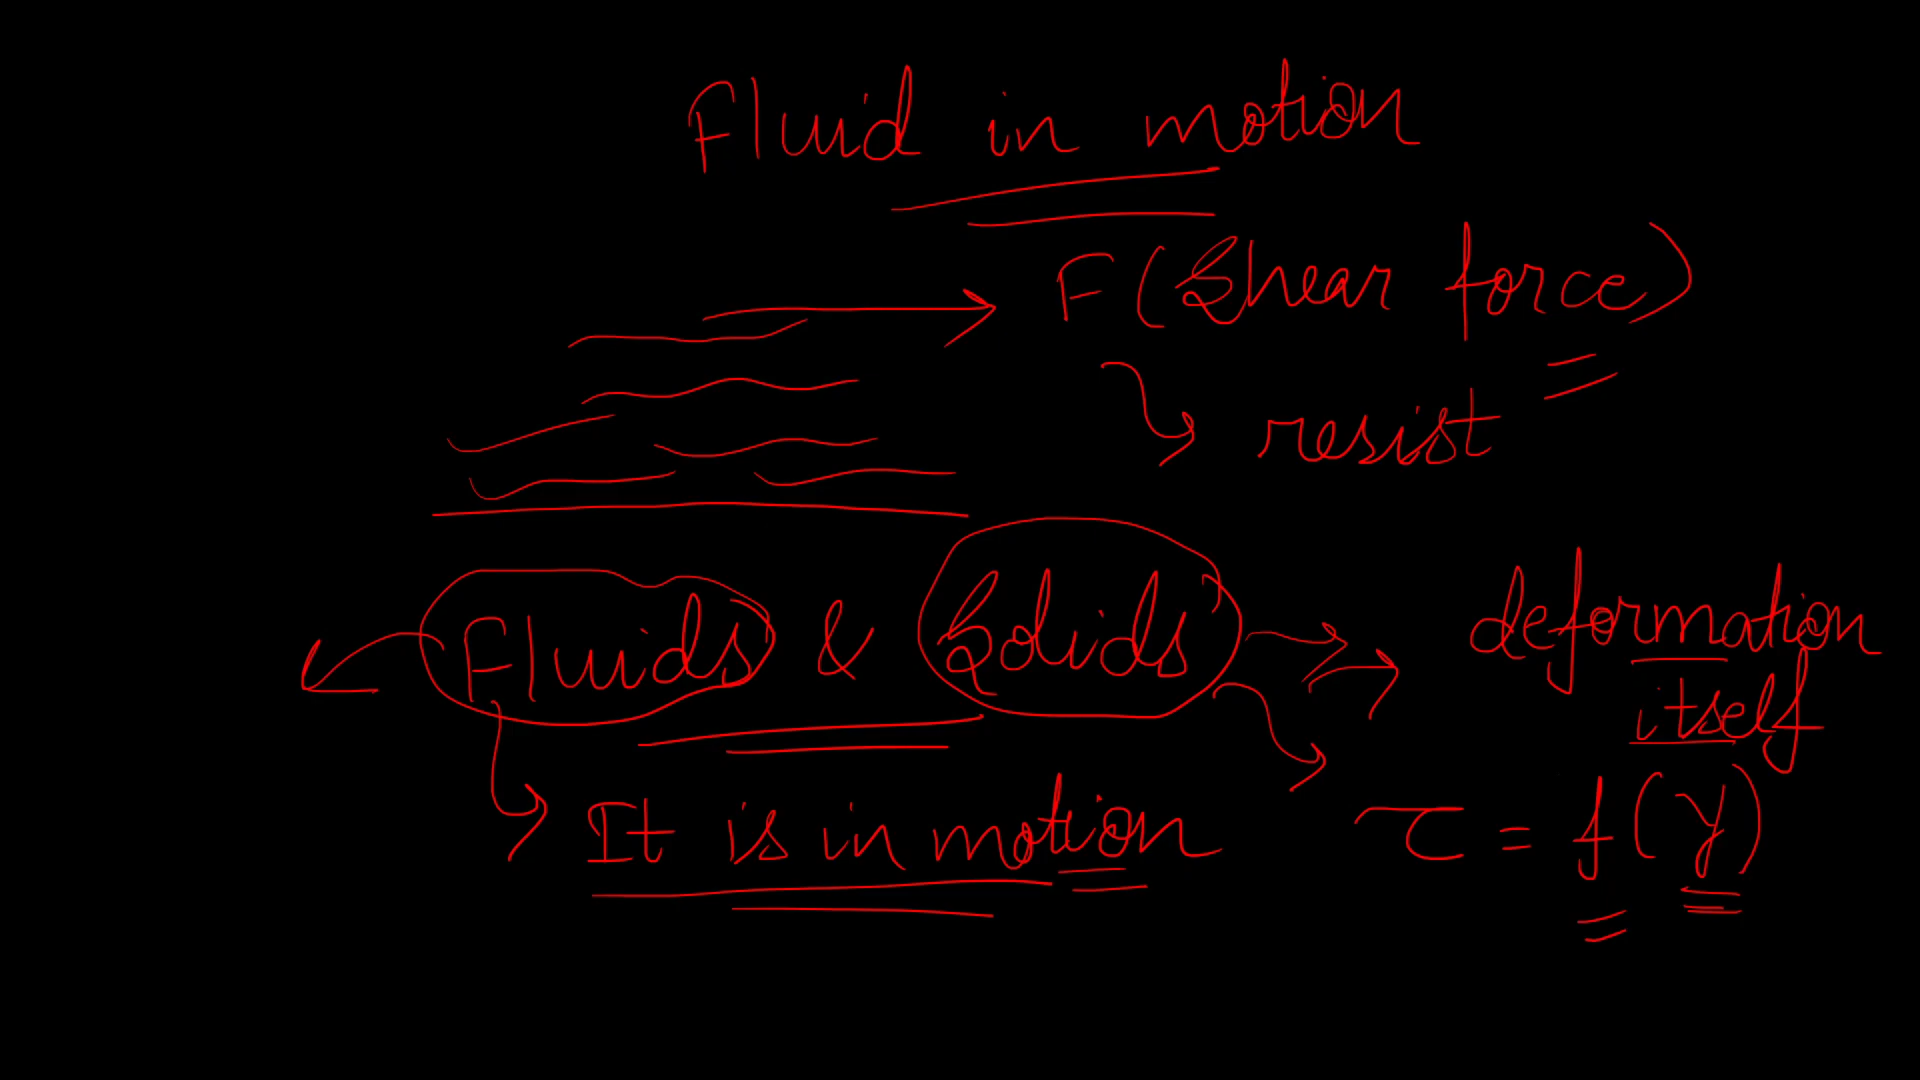 Fluid in motion
F (Shear force)
resist
Fluids & Solids
deformation
itself
It is in motion
τ = f(γ)